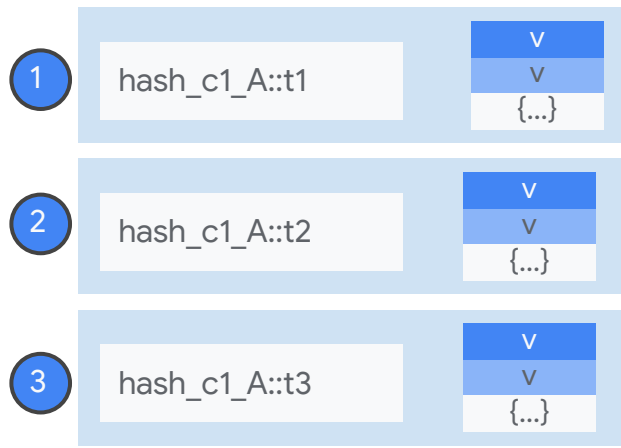 1
hash_c1_A::t1
v
v
{...}
2
hash_c1_A::t2
v
v
{...}
3
hash_c1_A::t3
v
v
{...}